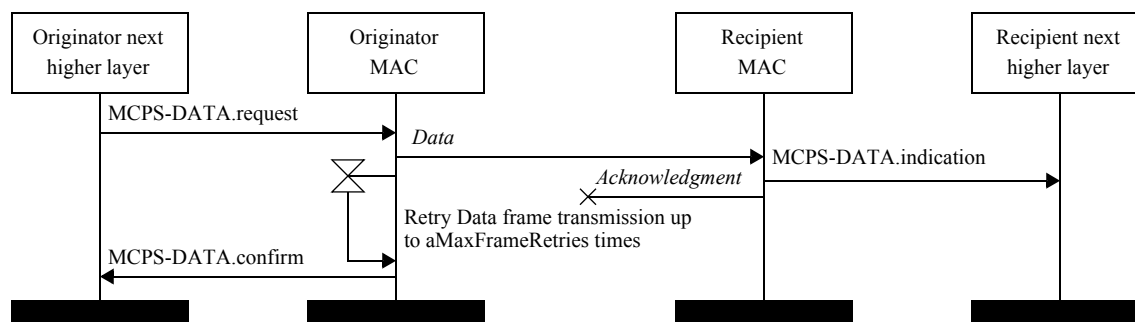 Originator next
higher layer
Originator
MAC
Recipient
MAC
Recipient next
higher layer
MCPS-DATA.request
Data
MCPS-DATA.indication
Acknowledgment
Retry Data frame transmission up
to aMaxFrameRetries times
MCPS-DATA.confirm